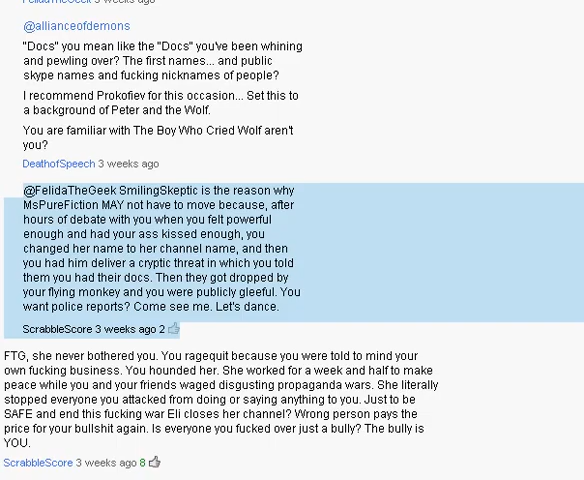 FelidaTheGeek 3 weeks ago
@allianceofdemons
"Docs" you mean like the "Docs" you've been whining
and pewling over? The first names... and public
skype names and fucking nicknames of people?
I recommend Prokofiev for this occasion... Set this to
a background of Peter and the Wolf.
You are familiar with The Boy Who Cried Wolf aren't
you?
DeathofSpeech 3 weeks ago
@FelidaTheGeek SmilingSkeptic is the reason why
MsPureFiction MAY not have to move because, after
hours of debate with you when you felt powerful
enough and had your ass kissed enough, you
changed her name to her channel name, and then
you had him deliver a cryptic threat in which you told
them you had their docs. Then they got dropped by
your flying monkey and you were publicly gleeful. You
want police reports? Come see me. Let's dance.
ScrabbleScore 3 weeks ago 2
FTG, she never bothered you. You ragequit because you were told to mind your
own fucking business. You hounded her. She worked for a week and half to make
peace while you and your friends waged disgusting propaganda wars. She literally
stopped everyone you attacked from doing or saying anything to you. Just to be
SAFE and end this fucking war Eli closes her channel? Wrong person pays the
price for your bullshit again. Is everyone you fucked over just a bully? The bully is
YOU.
ScrabbleScore 3 weeks ago 8